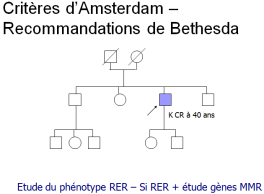 Critères d'Amsterdam –
Recommandations de Bethesda
K CR à 40 ans
Etude du phénotype RER – Si RER + étude gènes MMR